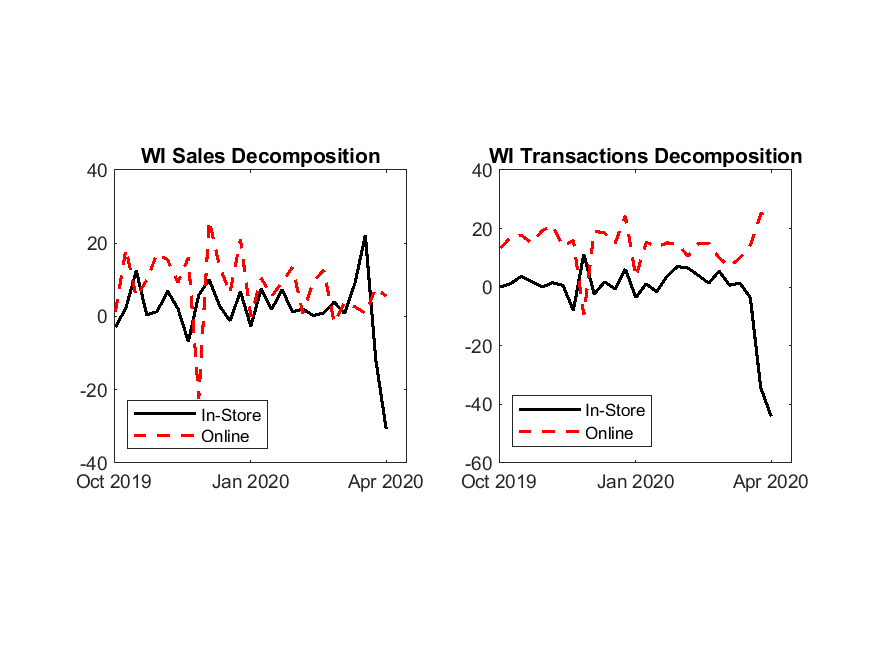 WI Sales Decomposition
40
20
0
-20
-40
Oct 2019
Jan 2020
Apr 2020
In-Store
Online
WI Transactions Decomposition
40
20
0
-20
-40
-60
Oct 2019
Jan 2020
Apr 2020
In-Store
Online